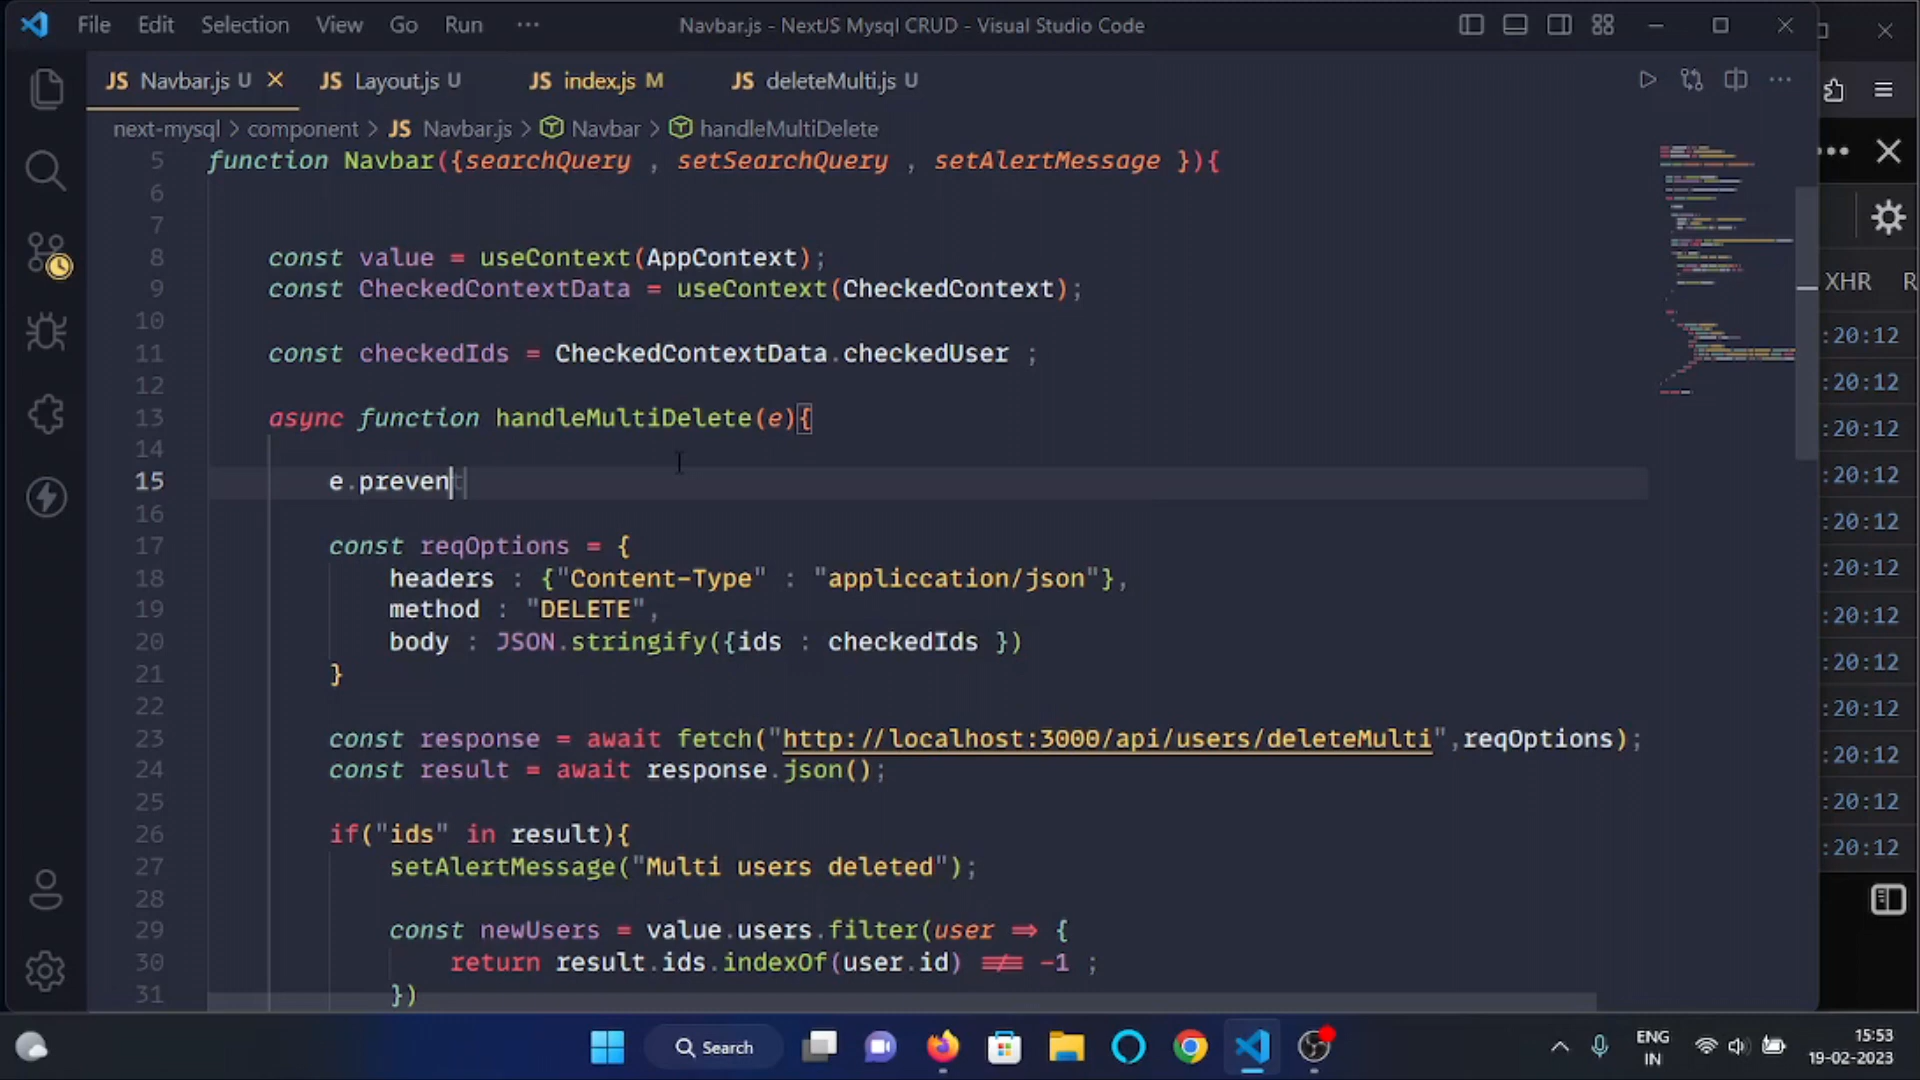 File Edit Selection View Go Run ··· Navbar.js - NextJS Mysql CRUD - Visual Studio Code
JS Navbar.js U JS Layout.js U JS index.js M JS deleteMulti.js U
next-mysql > component > JS Navbar.js > Navbar > handleMultiDelete
5 function Navbar({searchQuery , setSearchQuery , setAlertMessage }){
6
7
8 const value = useContext(AppContext);
9 const CheckedContextData = useContext(CheckedContext);
10
11 const checkedIds = CheckedContextData.checkedUser ;
12
13 async function handleMultiDelete(e){
14
15 e.prevent
16
17 const reqOptions = {
18 headers : {"Content-Type" : "appliccation/json"},
19 method : "DELETE",
20 body : JSON.stringify({ids : checkedIds })
21 }
22
23 const response = await fetch("http://localhost:3000/api/users/deleteMulti",reqOptions);
24 const result = await response.json();
25
26 if("ids" in result){
27 setAlertMessage("Multi users deleted");
28
29 const newUsers = value.users.filter(user => {
30 return result.ids.indexOf(user.id) === -1 ;
31 })
XHR R
:20:12
:20:12
:20:12
:20:12
:20:12
:20:12
:20:12
:20:12
:20:12
:20:12
:20:12
:20:12
Search
ENG
IN
15:53
19-02-2023